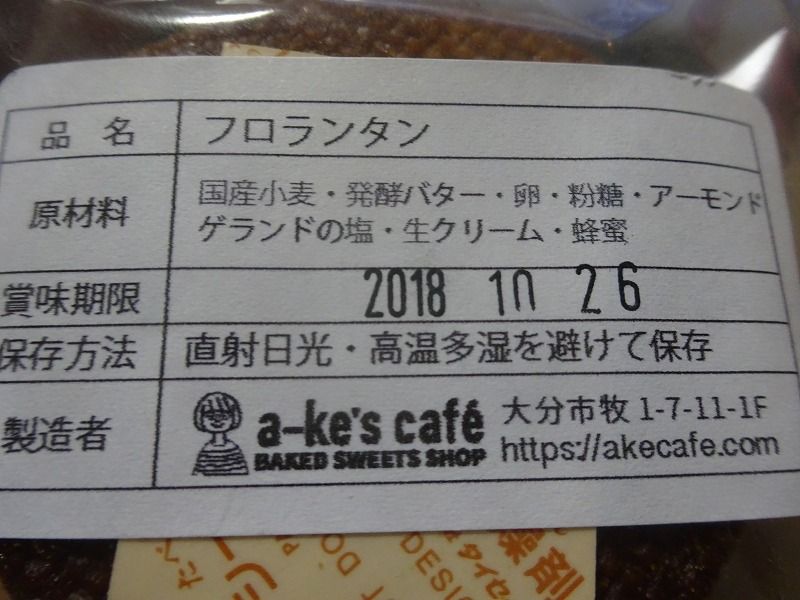 品 名 フロランタン
原材料 国産小麦・発酵バター・卵・粉糖・アーモンド
ゲランドの塩・生クリーム・蜂蜜
賞味期限 2018 10 26
保存方法 直射日光・高温多湿を避けて保存
製造者 a-ke's café 大分市牧 1-7-11-1F
BAKED SWEETS SHOP https://akecafe.com